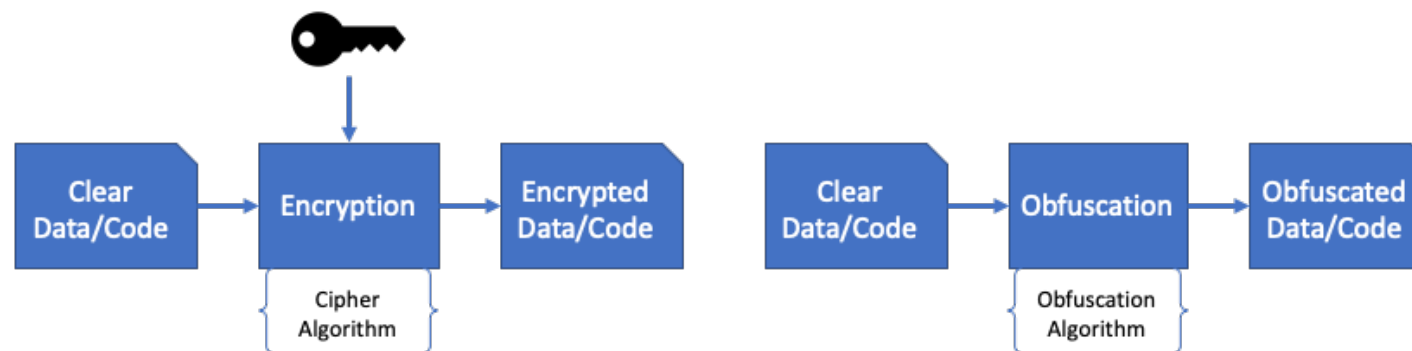 Clear
Data/Code
Encryption
Encrypted
Data/Code
Cipher
Algorithm
Clear
Data/Code
Obfuscation
Obfuscated
Data/Code
Obfuscation
Algorithm